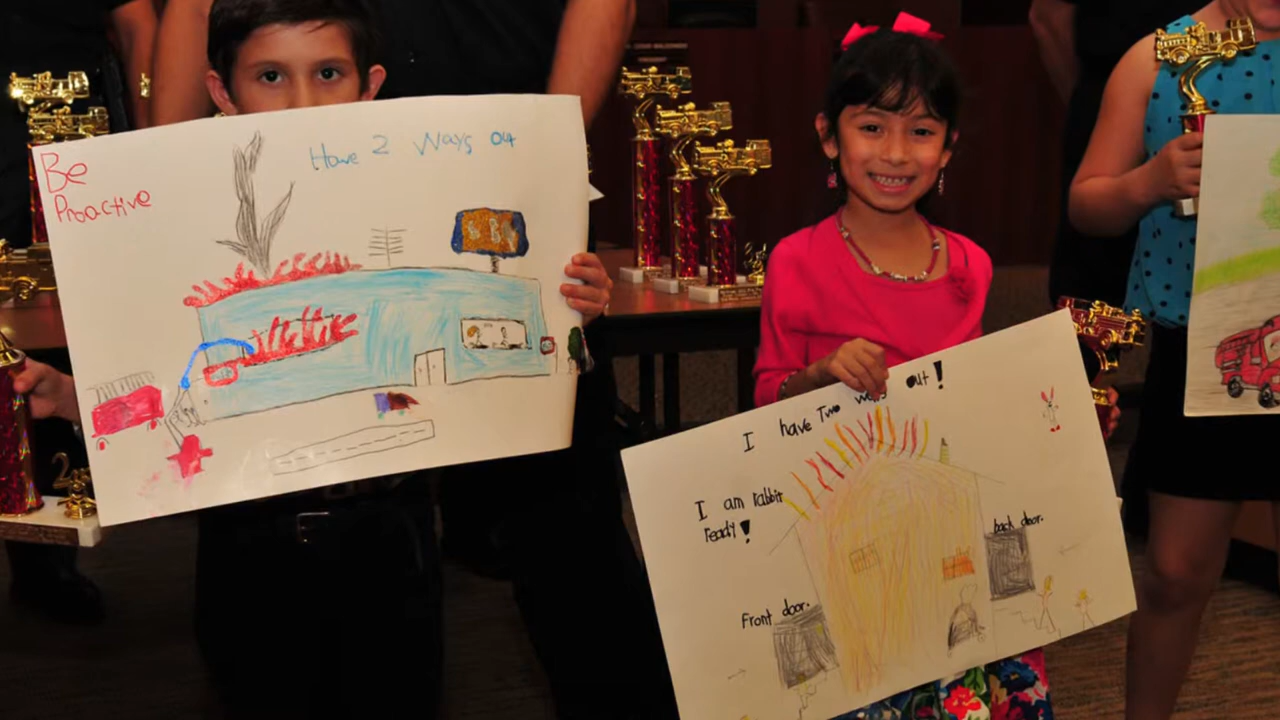 Be
Proactive
Have 2 Ways Out
I have Two ways out!
I am rabbit
ready!
back door.
Front door.